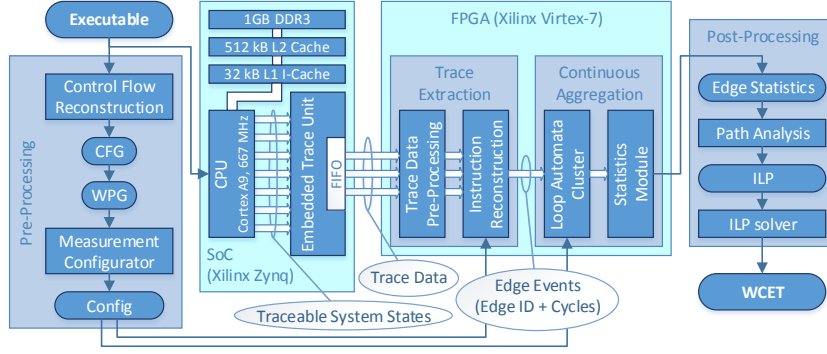 Executable
Control Flow
Reconstruction
CFG
WPG
Measurement
Configurator
Config
Pre-Processing
1GB DDR3
512 kB L2 Cache
32 kB L1 I-Cache
CPU
Cortex A9, 667 MHz
Embedded Trace Unit
FIFO
SoC
(Xilinx Zynq)
Traceable System States
Trace Data
FPGA (Xilinx Virtex-7)
Trace
Extraction
Trace Data
Pre-Processing
Instruction
Reconstruction
Edge Events
(Edge ID + Cycles)
Continuous
Aggregation
Loop Automata
Cluster
Statistics
Module
Post-Processing
Edge Statistics
Path Analysis
ILP
ILP solver
WCET